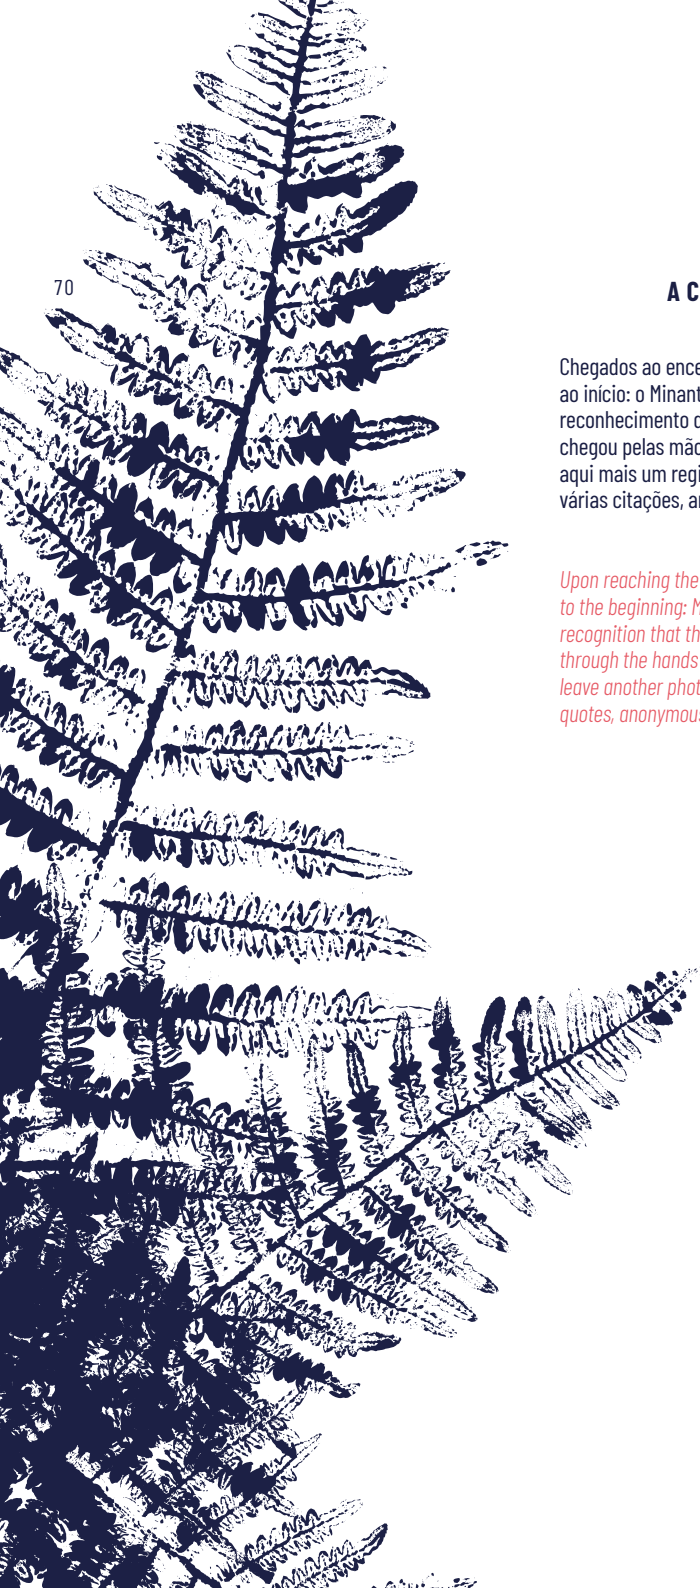 70
A C
Chegados ao ence
ao início: o Minant
reconhecimento
chegou pelas mão
aqui mais um regi
várias citações, a
Upon reaching the
to the beginning: M
recognition that th
through the hands
leave another phot
quotes, anonymous